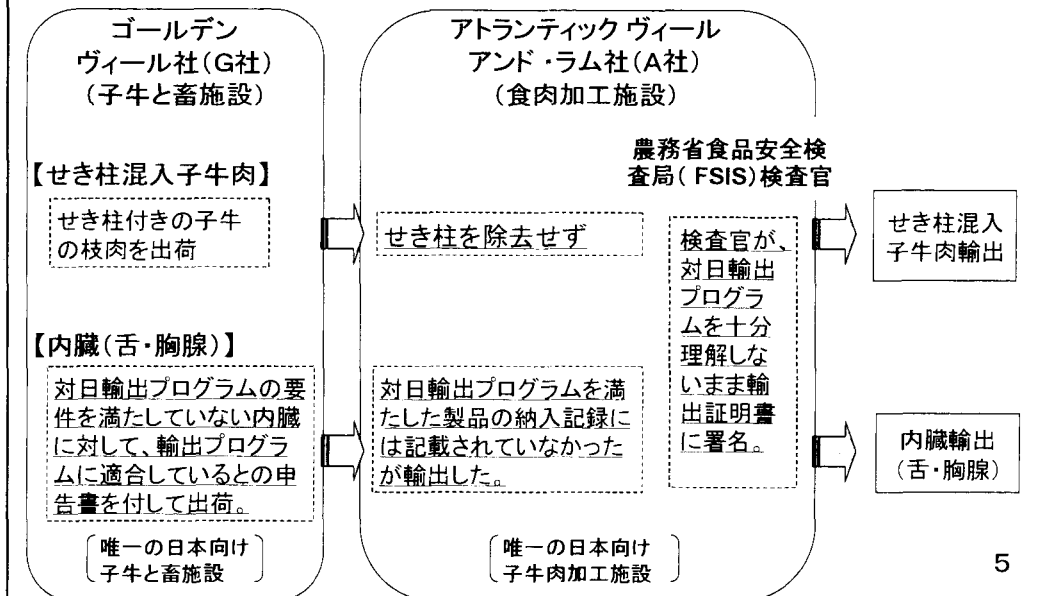 ゴールデン
ヴィール社(G社)
(子牛と畜施設)
アトランティック ヴィール
アンド・ラム社(A社)
(食肉加工施設)
農務省食品安全検
査局( FSIS)検査官
【せき柱混入子牛肉】
せき柱付きの子牛
の枝肉を出荷
せき柱を除去せず
検査官が、
対日輸出
プログラ
ムを十分
理解しな
いまま輸
出証明書
に署名。
せき柱混入
子牛肉輸出
【内臓(舌・胸腺)】
対日輸出プログラムの要
件を満たしていない内臓
に対して、輸出プログラ
ムに適合しているとの申
告書を付して出荷。
対日輸出プログラムを満
たした製品の納入記録に
は記載されていなかった
が輸出した。
内臓輸出
(舌・胸腺)
唯一の日本向け
子牛と畜施設
唯一の日本向け
子牛肉加工施設
5